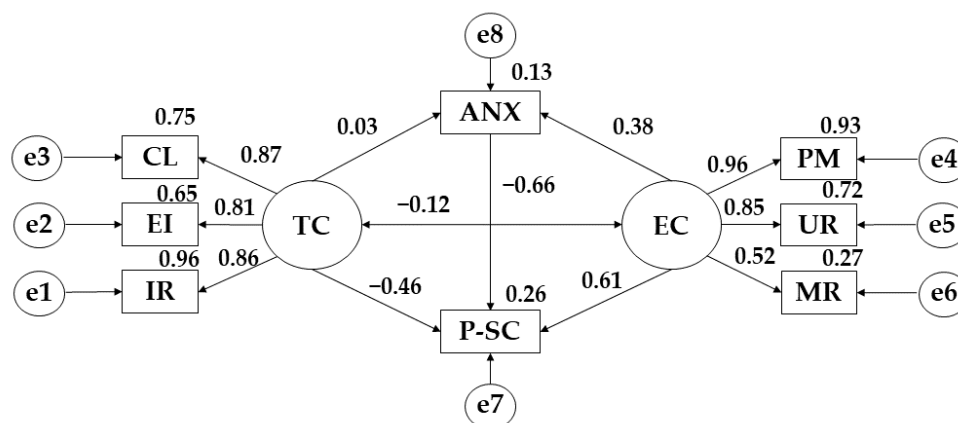 e8
0.13
ANX
0.75
0.03
0.38
0.93
e3
CL
0.87
0.96
PM
e4
0.65
−0.66
0.72
e2
EI
0.81
TC
−0.12
EC
0.85
UR
e5
0.96
0.86
0.52
0.27
e1
IR
−0.46
0.26
0.61
MR
e6
P-SC
e7